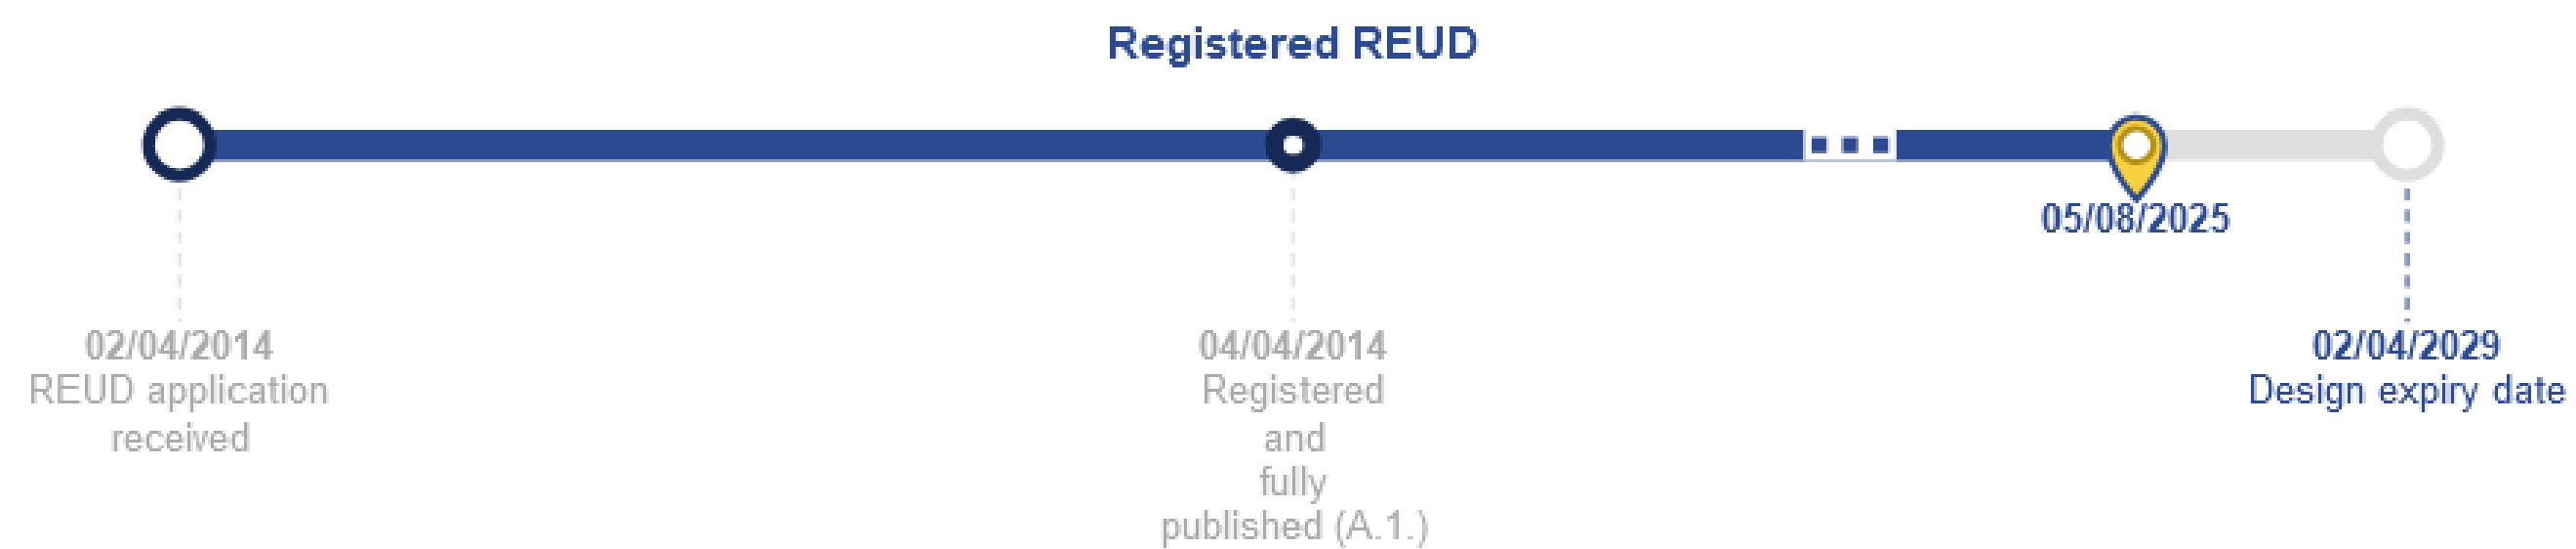 Registered REUD
05/08/2025
02/04/2014
REUD application
received
04/04/2014
Registered
and
fully
published (A.1.)
02/04/2029
Design expiry date